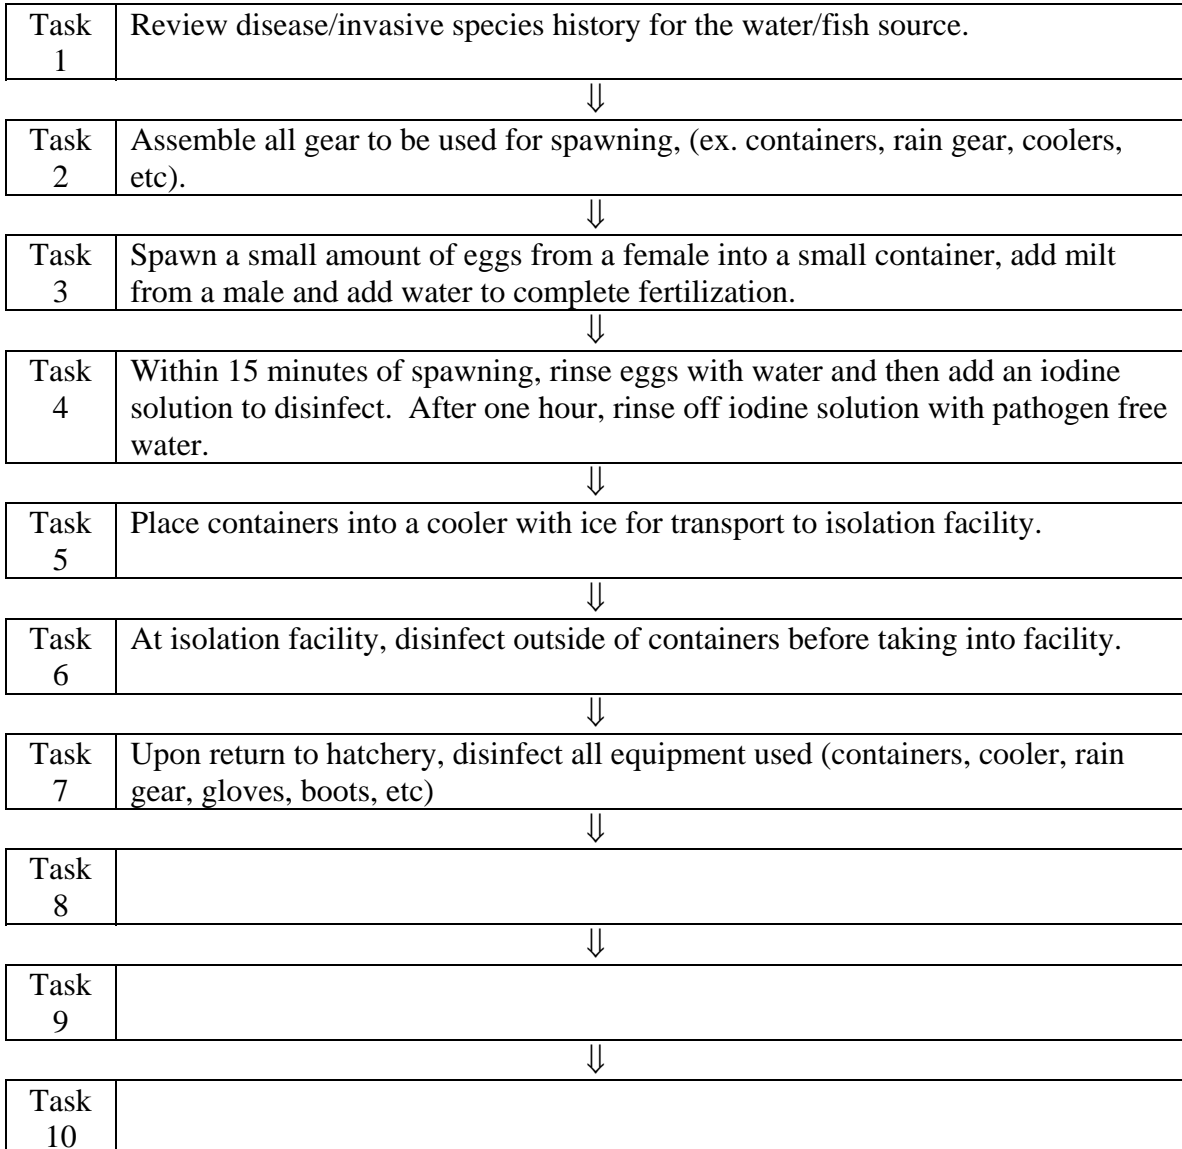 Task
1
Review disease/invasive species history for the water/fish source.
⇓
Task
2
Assemble all gear to be used for spawning, (ex. containers, rain gear, coolers,
etc).
⇓
Task
3
Spawn a small amount of eggs from a female into a small container, add milt
from a male and add water to complete fertilization.
⇓
Task
4
Within 15 minutes of spawning, rinse eggs with water and then add an iodine
solution to disinfect.  After one hour, rinse off iodine solution with pathogen free
water.
⇓
Task
5
Place containers into a cooler with ice for transport to isolation facility.
⇓
Task
6
At isolation facility, disinfect outside of containers before taking into facility.
⇓
Task
7
Upon return to hatchery, disinfect all equipment used (containers, cooler, rain
gear, gloves, boots, etc)
⇓
Task
8
⇓
Task
9
⇓
Task
10